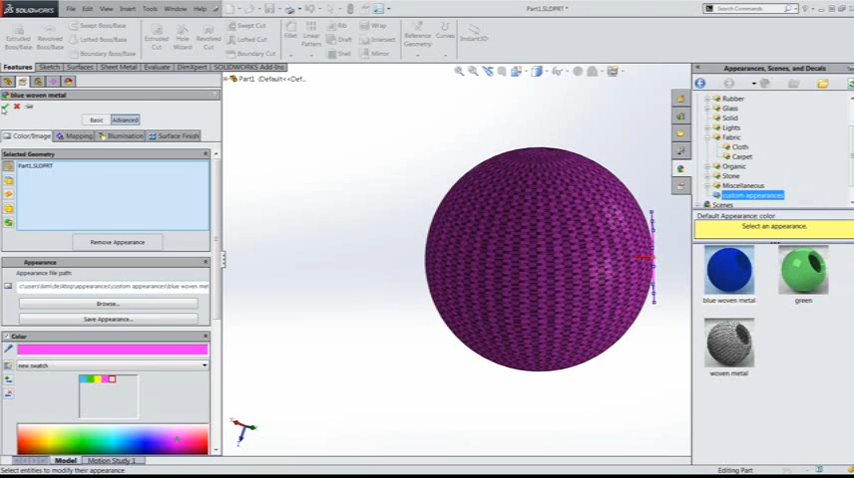 SOLIDWORKS File Edit View Insert Tools Window Help
Part1.SLDPRT *
Search Commands
Extruded Boss/Base
Revolved Boss/Base
Swept Boss/Base
Lofted Boss/Base
Boundary Boss/Base
Extruded Cut
Hole Wizard
Revolved Cut
Swept Cut
Lofted Cut
Boundary Cut
Fillet
Linear Pattern
Rib
Draft
Shell
Wrap
Intersect
Mirror
Reference Geometry
Curves
Instant3D
Features Sketch Surfaces Sheet Metal Evaluate DimXpert SOLIDWORKS Add-Ins
Part1 (Default<<Def...
blue woven metal
Basic Advanced
Color/Image Mapping Illumination Surface Finish
Selected Geometry
Part1.SLDPRT
Remove Appearance
Appearance
Appearance file path:
Browse...
Save Appearance...
Color
new swatch
Model Motion Study 1
Select entities to modify their appearance
Editing Part
Appearances, Scenes, and Decals
Rubber
Glass
Solid
Lights
Fabric
Cloth
Carpet
Organic
Stone
Miscellaneous
custom appearances
Scenes
Default Appearance: color
Select an appearance.
blue woven metal
green
woven metal